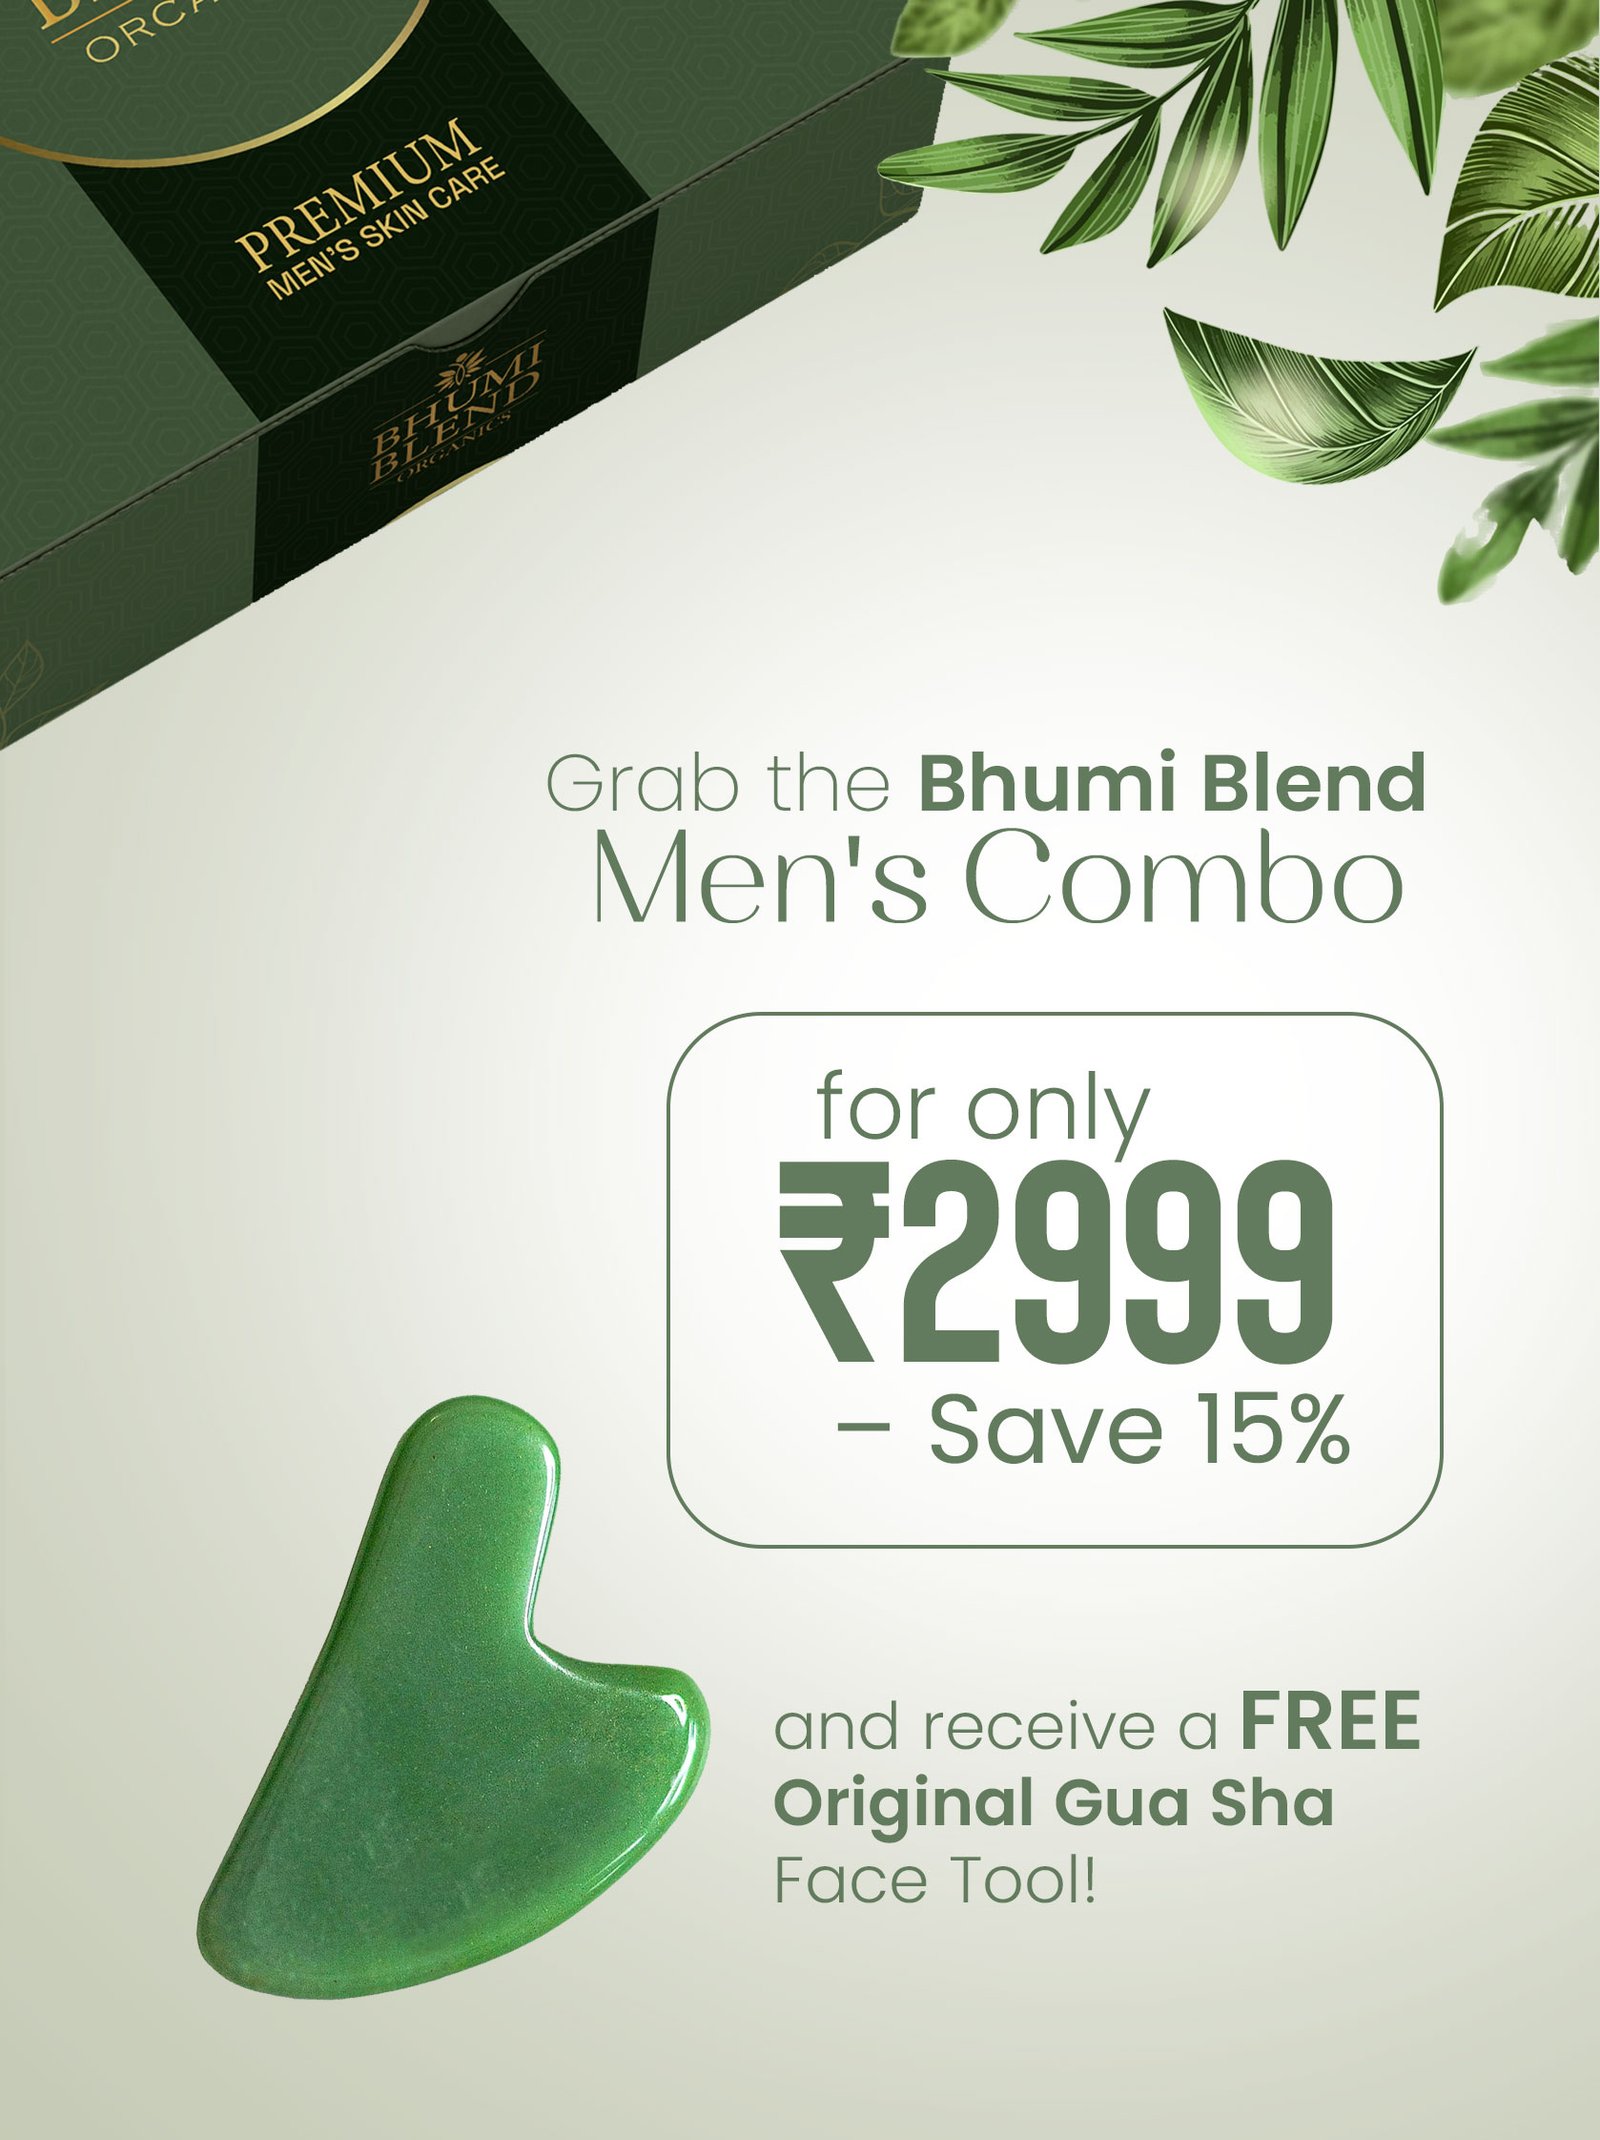 PREMIUM
MEN'S SKIN CARE
BHUMI
BLEND
ORGANICS
Grab the Bhumi Blend
Men's Combo
for only
₹2999
– Save 15%
and receive a FREE
Original Gua Sha
Face Tool!